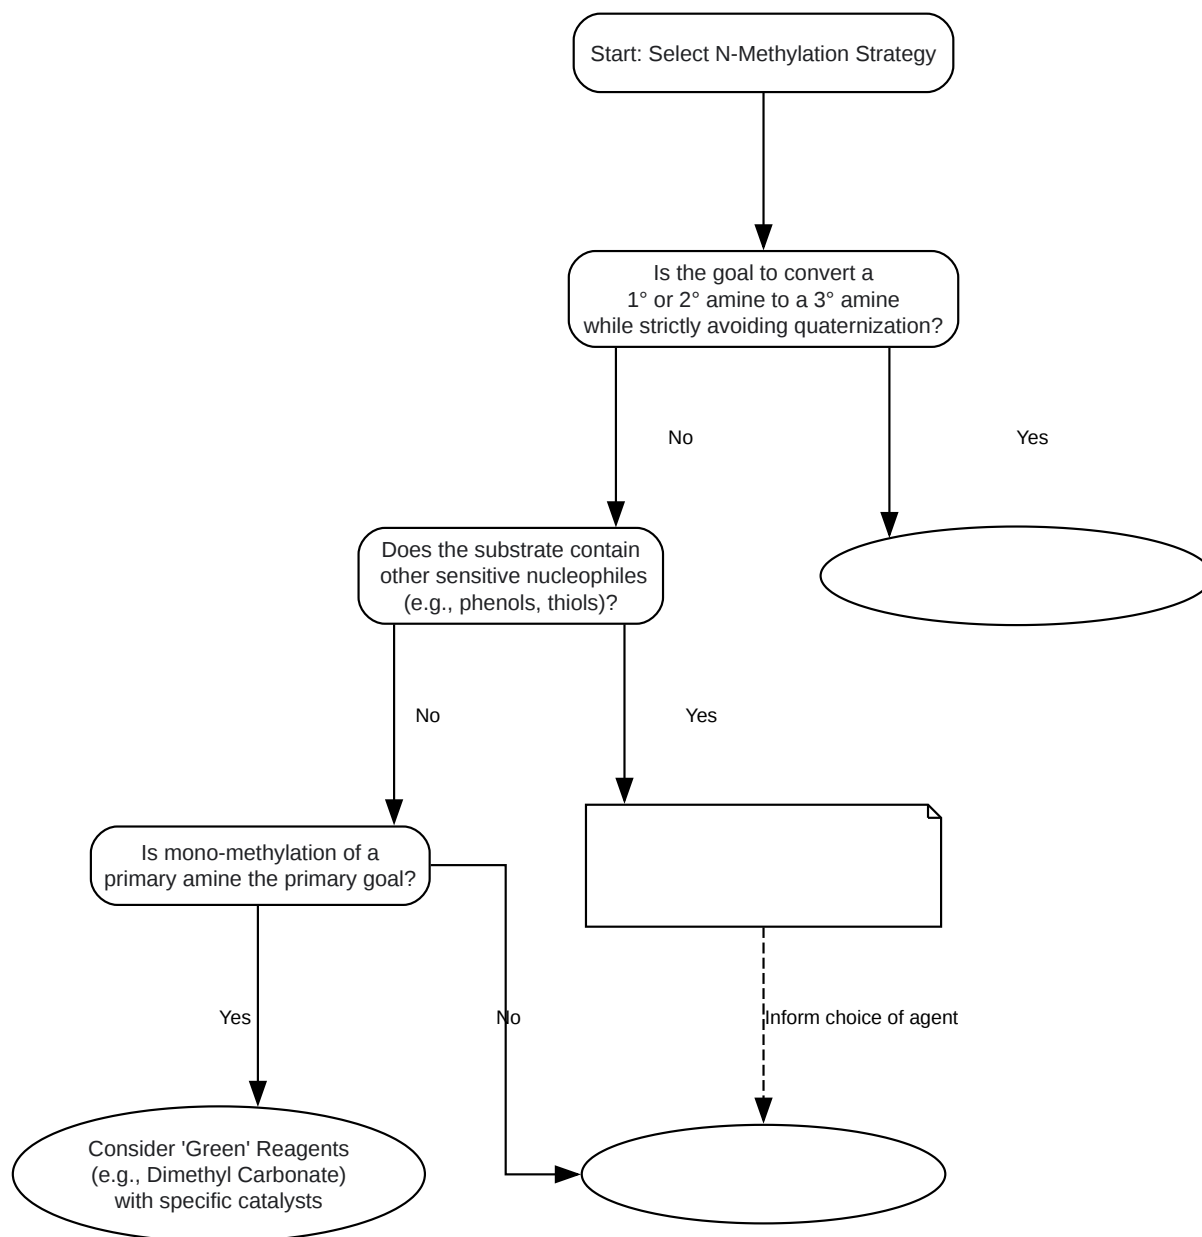 Start: Select N-Methylation Strategy
Is the goal to convert a
1° or 2° amine to a 3° amine
while strictly avoiding quaternization?
No
Yes
Does the substrate contain
other sensitive nucleophiles
(e.g., phenols, thiols)?
No
Yes
Is mono-methylation of a
primary amine the primary goal?
Yes
No
Inform choice of agent
Consider 'Green' Reagents
(e.g., Dimethyl Carbonate)
with specific catalysts